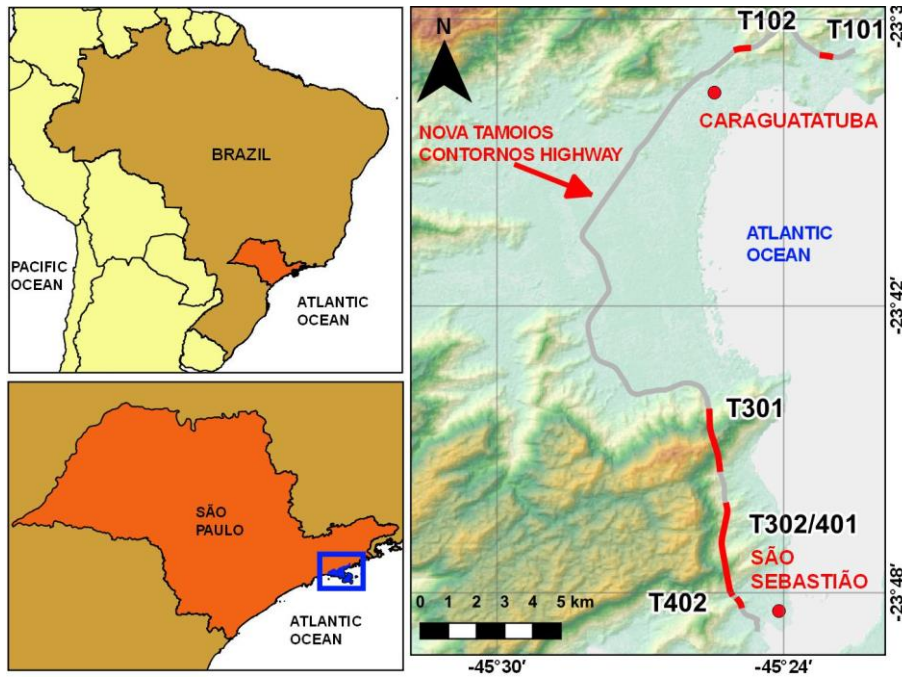 BRAZIL
PACIFIC
OCEAN
ATLANTIC
OCEAN
SÃO
PAULO
ATLANTIC
OCEAN
N
T102
T101
CARAGUATATUBA
NOVA TAMOIOS
CONTORNOS HIGHWAY
ATLANTIC
OCEAN
T301
T302/401
SÃO
SEBASTIÃO
T402
0 1 2 3 4 5 km
-23°3
-23°42
-23°48
-45°30′
-45°24′